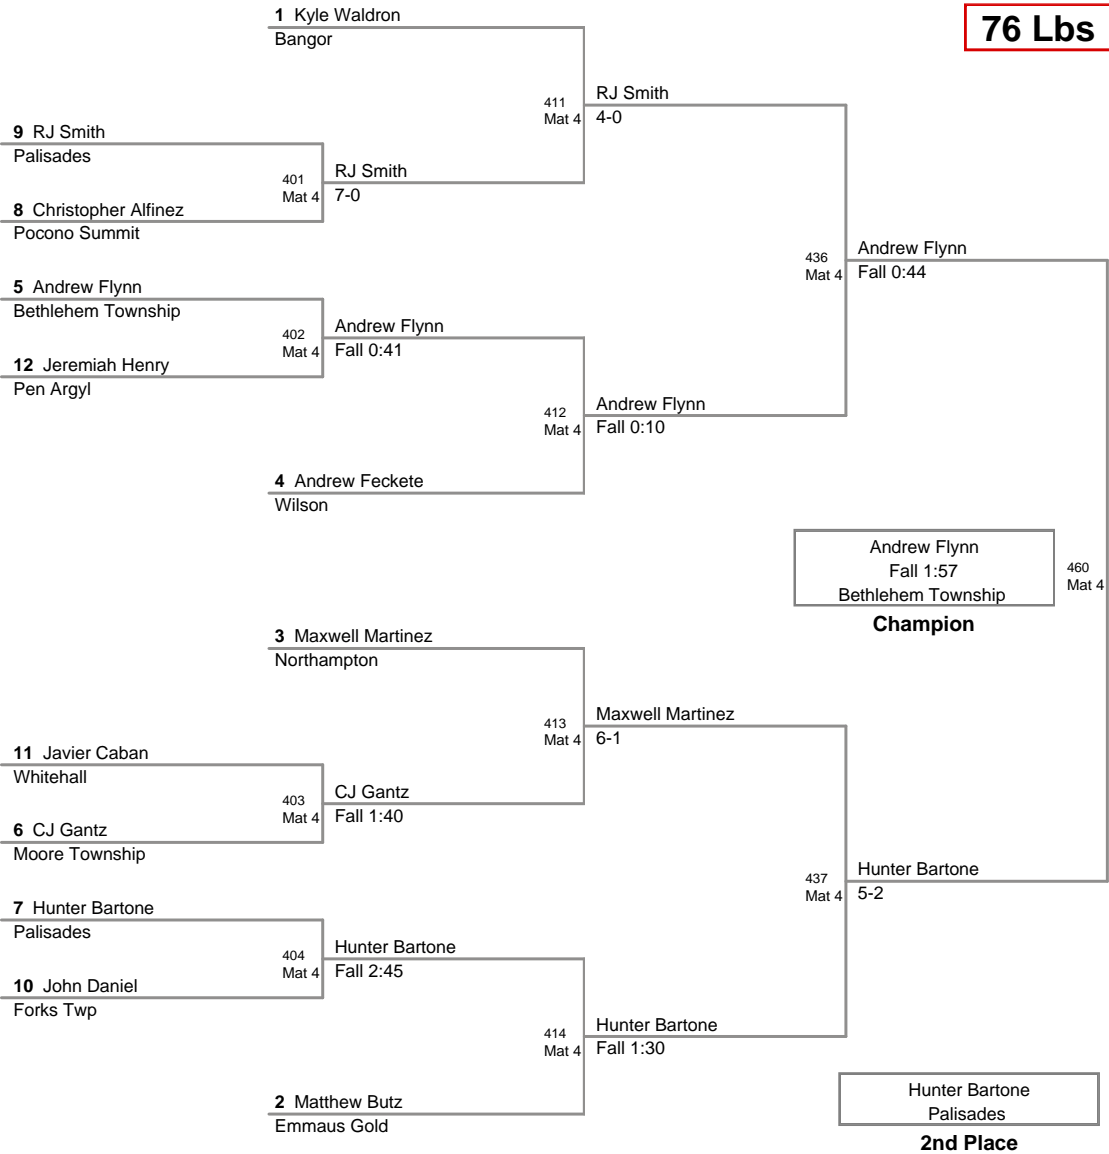 1 Kyle Waldron
Bangor
76 Lbs
411
Mat 4
RJ Smith
4-0
9 RJ Smith
Palisades
401
Mat 4
RJ Smith
7-0
8 Christopher Alfinez
Pocono Summit
436
Mat 4
Andrew Flynn
Fall 0:44
5 Andrew Flynn
Bethlehem Township
402
Mat 4
Andrew Flynn
Fall 0:41
12 Jeremiah Henry
Pen Argyl
412
Mat 4
Andrew Flynn
Fall 0:10
4 Andrew Feckete
Wilson
Andrew Flynn
Fall 1:57
Bethlehem Township
Champion
460
Mat 4
3 Maxwell Martinez
Northampton
413
Mat 4
Maxwell Martinez
6-1
11 Javier Caban
Whitehall
403
Mat 4
CJ Gantz
Fall 1:40
6 CJ Gantz
Moore Township
437
Mat 4
Hunter Bartone
5-2
7 Hunter Bartone
Palisades
404
Mat 4
Hunter Bartone
Fall 2:45
10 John Daniel
Forks Twp
414
Mat 4
Hunter Bartone
Fall 1:30
2 Matthew Butz
Emmaus Gold
Hunter Bartone
Palisades
2nd Place